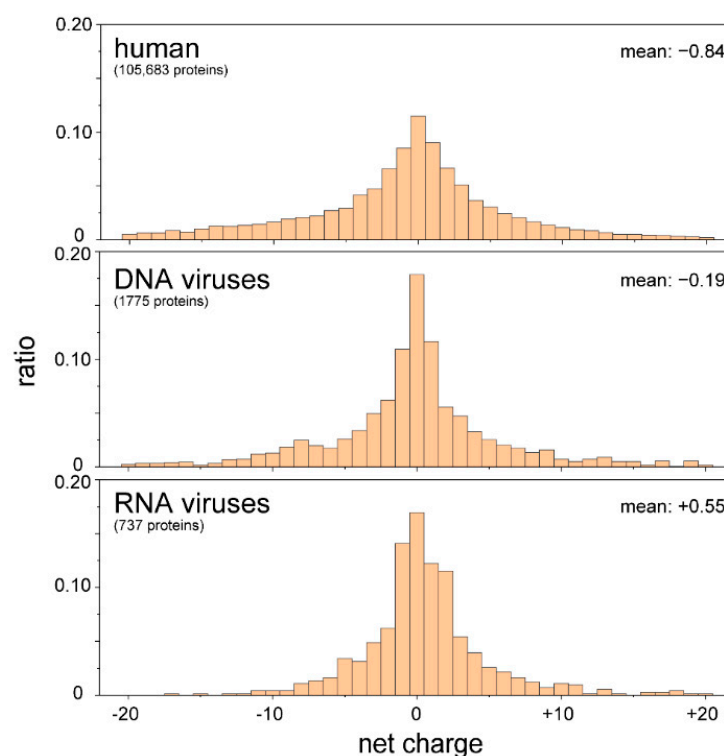 0.20
human
(105,683 proteins)
mean: −0.84
0.10
0
0.20
DNA viruses
(1775 proteins)
mean: −0.19
0.10
0
ratio
0.20
RNA viruses
(737 proteins)
mean: +0.55
0.10
0
-20 -10 0 +10 +20
net charge